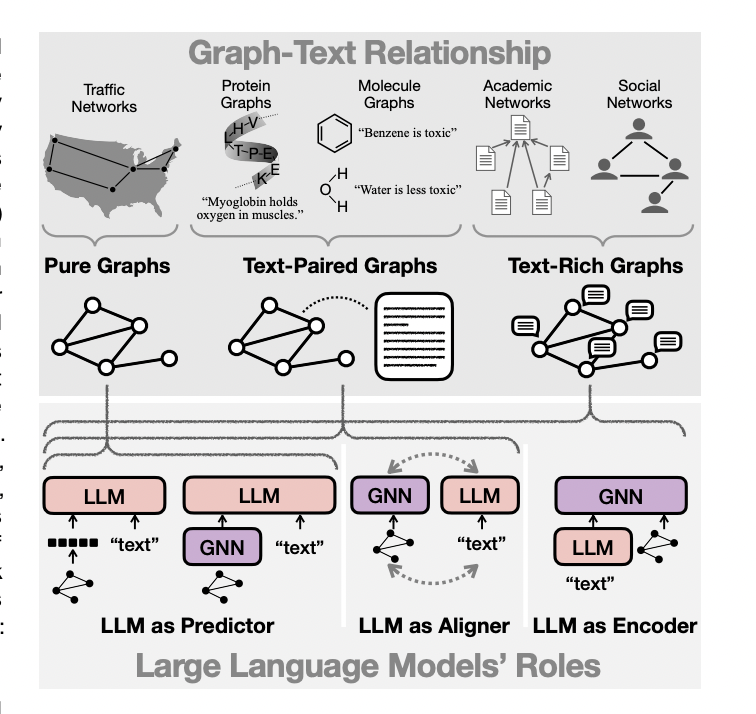 Graph-Text Relationship
Traffic
Networks
Protein
Graphs
Molecule
Graphs
Academic
Networks
Social
Networks
L-H-V
T-P-E
E
K
“Myoglobin holds
oxygen in muscles.”
“Benzene is toxic”
H
O
H
“Water is less toxic”
Pure Graphs
Text-Paired Graphs
Text-Rich Graphs
LLM
“text”
LLM
GNN
“text”
GNN
LLM
“text”
GNN
LLM
“text”
LLM as Predictor
LLM as Aligner
LLM as Encoder
Large Language Models’ Roles